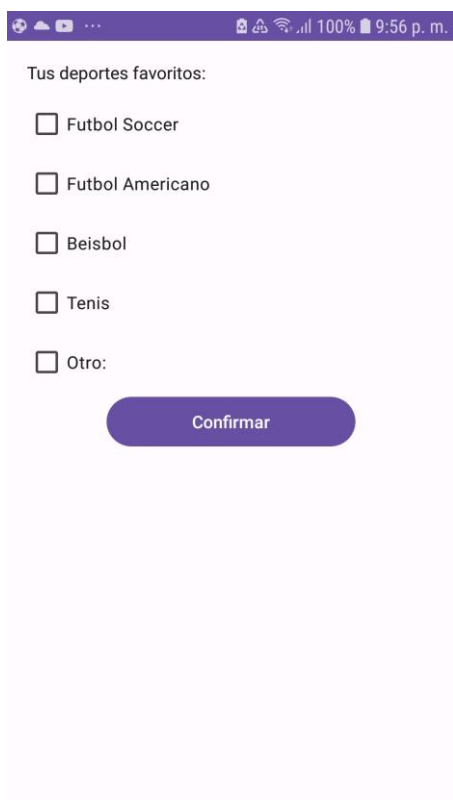 100% 9:56 p. m.
Tus deportes favoritos:
Futbol Soccer
Futbol Americano
Beisbol
Tenis
Otro:
Confirmar